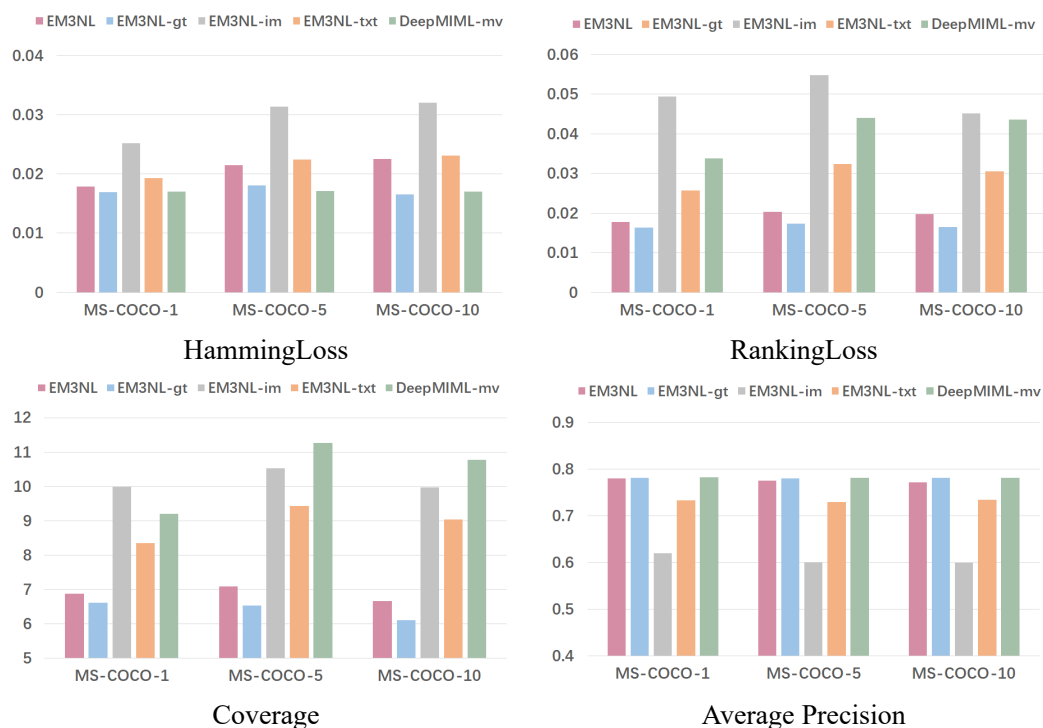 EM3NL EM3NL-gt EM3NL-im EM3NL-txt DeepMIML-mv
0.04
0.03
0.02
0.01
0
MS-COCO-1 MS-COCO-5 MS-COCO-10
HammingLoss
EM3NL EM3NL-gt EM3NL-im EM3NL-txt DeepMIML-mv
0.06
0.05
0.04
0.03
0.02
0.01
0
MS-COCO-1 MS-COCO-5 MS-COCO-10
RankingLoss
EM3NL EM3NL-gt EM3NL-im EM3NL-txt DeepMIML-mv
12
11
10
9
8
7
6
5
MS-COCO-1 MS-COCO-5 MS-COCO-10
Coverage
EM3NL EM3NL-gt EM3NL-im EM3NL-txt DeepMIML-mv
0.9
0.8
0.7
0.6
0.5
0.4
MS-COCO-1 MS-COCO-5 MS-COCO-10
Average Precision